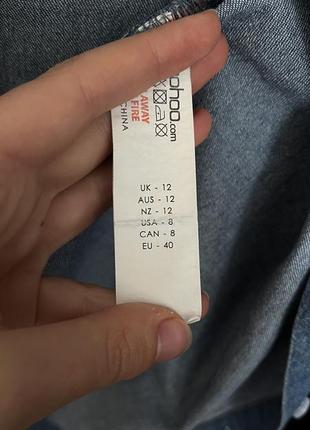 ohoo.com
AWAY
FIRE
CHINA
UK - 12
AUS - 12
NZ - 12
USA - 8
CAN - 8
EU - 40